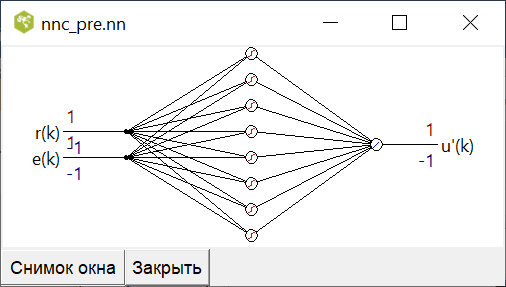 nnc_pre.nn
1
r(k)
1
-1
e(k)
-1
1
u'(k)
-1
Снимок окна
Закрыть